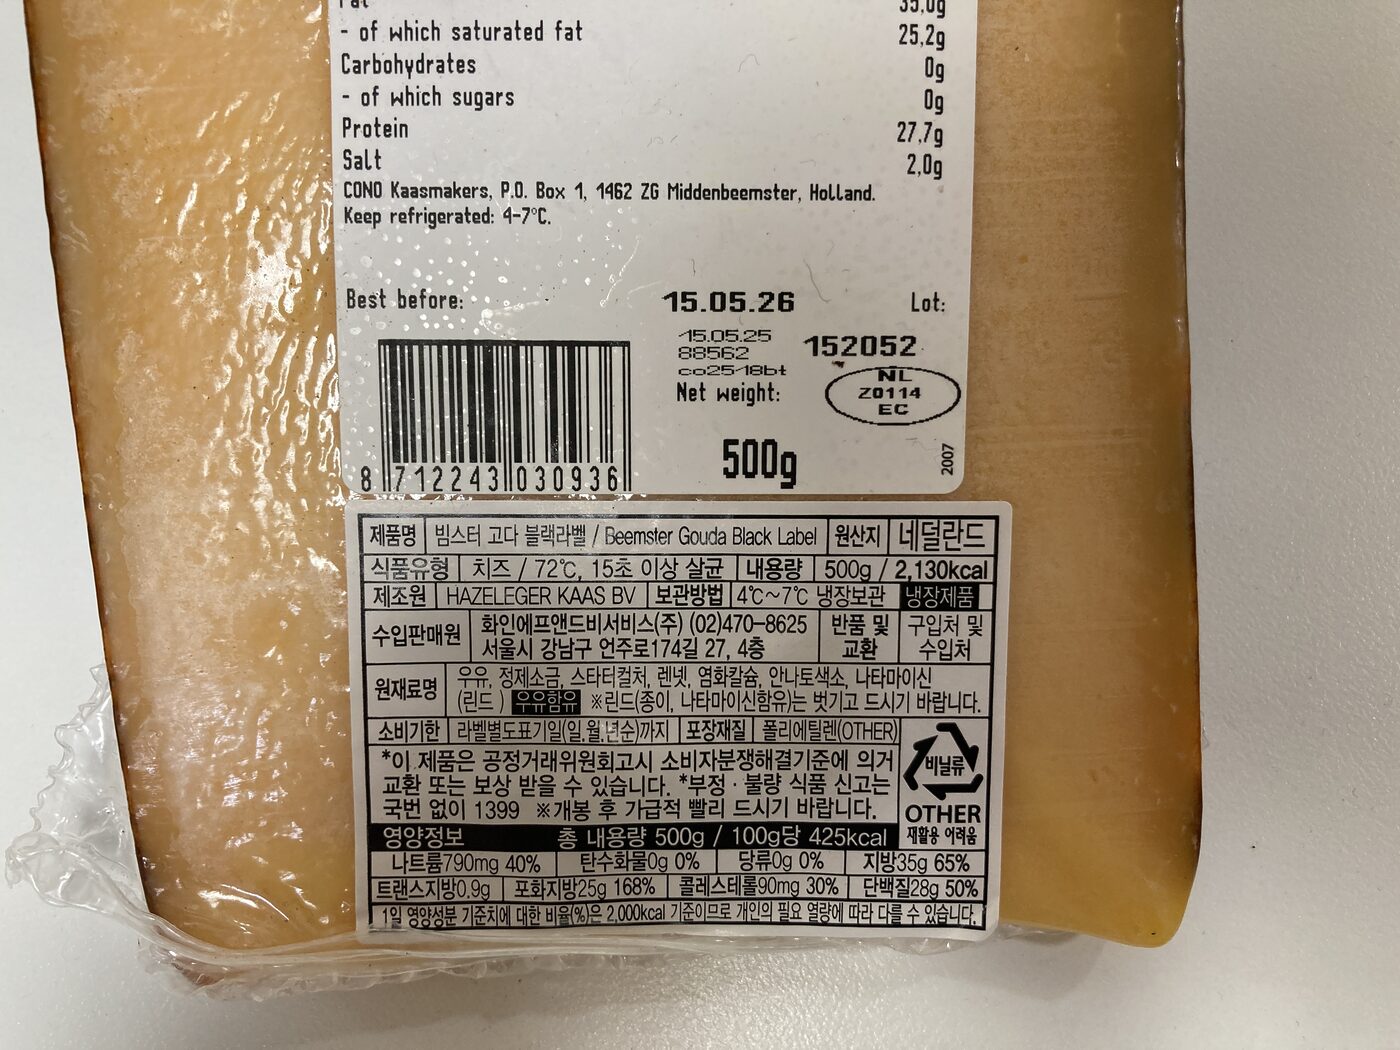 Fat 35,0g
- of which saturated fat 25,2g
Carbohydrates 0g
- of which sugars 0g
Protein 27,7g
Salt 2,0g
CONO Kaasmakers, P.O. Box 1, 1462 ZG Middenbeemster, Holland.
Keep refrigerated: 4-7°C.
Best before: 15.05.26 Lot:
15.05.25
88562
co25-18bt
152052
Net weight:
500g
NL
Z0114
EC
2007
8 712243 030936
제품명 빔스터 고다 블랙라벨 / Beemster Gouda Black Label 원산지 네덜란드
식품유형 치즈 / 72℃, 15초 이상 살균 내용량 500g / 2,130kcal
제조원 HAZELEGER KAAS BV 보관방법 4℃~7℃ 냉장보관 냉장제품
수입판매원 화인에프앤드비서비스(주) (02)470-8625
서울시 강남구 언주로174길 27, 4층
반품 및 교환 구입처 및 수입처
원재료명 우유, 정제소금, 스타터컬처, 렌넷, 염화칼슘, 안나토색소, 나타마이신
(린드) 우유함유 ※린드(종이, 나타마이신함유)는 벗기고 드시기 바랍니다.
소비기한 라벨별도표기일(일.월.년순)까지 포장재질 폴리에틸렌(OTHER)
*이 제품은 공정거래위원회고시 소비자분쟁해결기준에 의거
교환 또는 보상 받을 수 있습니다. *부정·불량 식품 신고는
국번 없이 1399 ※개봉 후 가급적 빨리 드시기 바랍니다.
비닐류
OTHER
재활용 어려움
영양정보 총 내용량 500g / 100g당 425kcal
나트륨790mg 40% 탄수화물0g 0% 당류0g 0% 지방35g 65%
트랜스지방0.9g 포화지방25g 168% 콜레스테롤90mg 30% 단백질28g 50%
1일 영양성분 기준치에 대한 비율(%)은 2,000kcal 기준이므로 개인의 필요 열량에 따라 다를 수 있습니다.